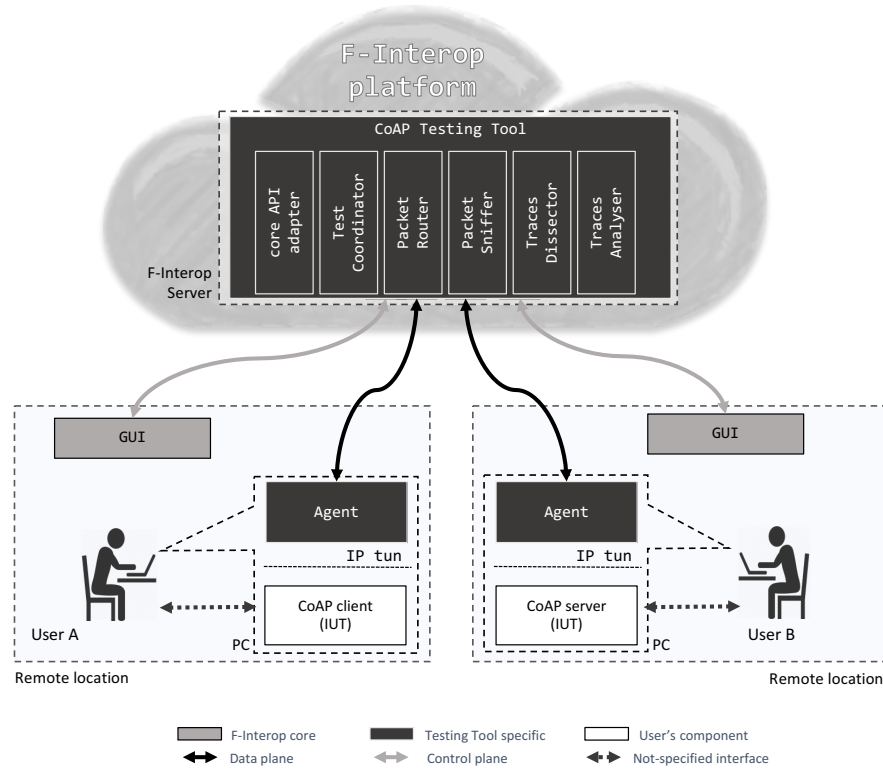 F-Interop
platform
CoAP Testing Tool
core API
adapter
Test
Coordinator
Packet
Router
Packet
Sniffer
Traces
Dissector
Traces
Analyser
F-Interop
Server
GUI
GUI
Agent
Agent
IP tun
IP tun
CoAP client
(IUT)
CoAP server
(IUT)
User A
PC
PC
User B
Remote location
Remote location
F-Interop core
Testing Tool specific
User's component
Data plane
Control plane
Not-specified interface